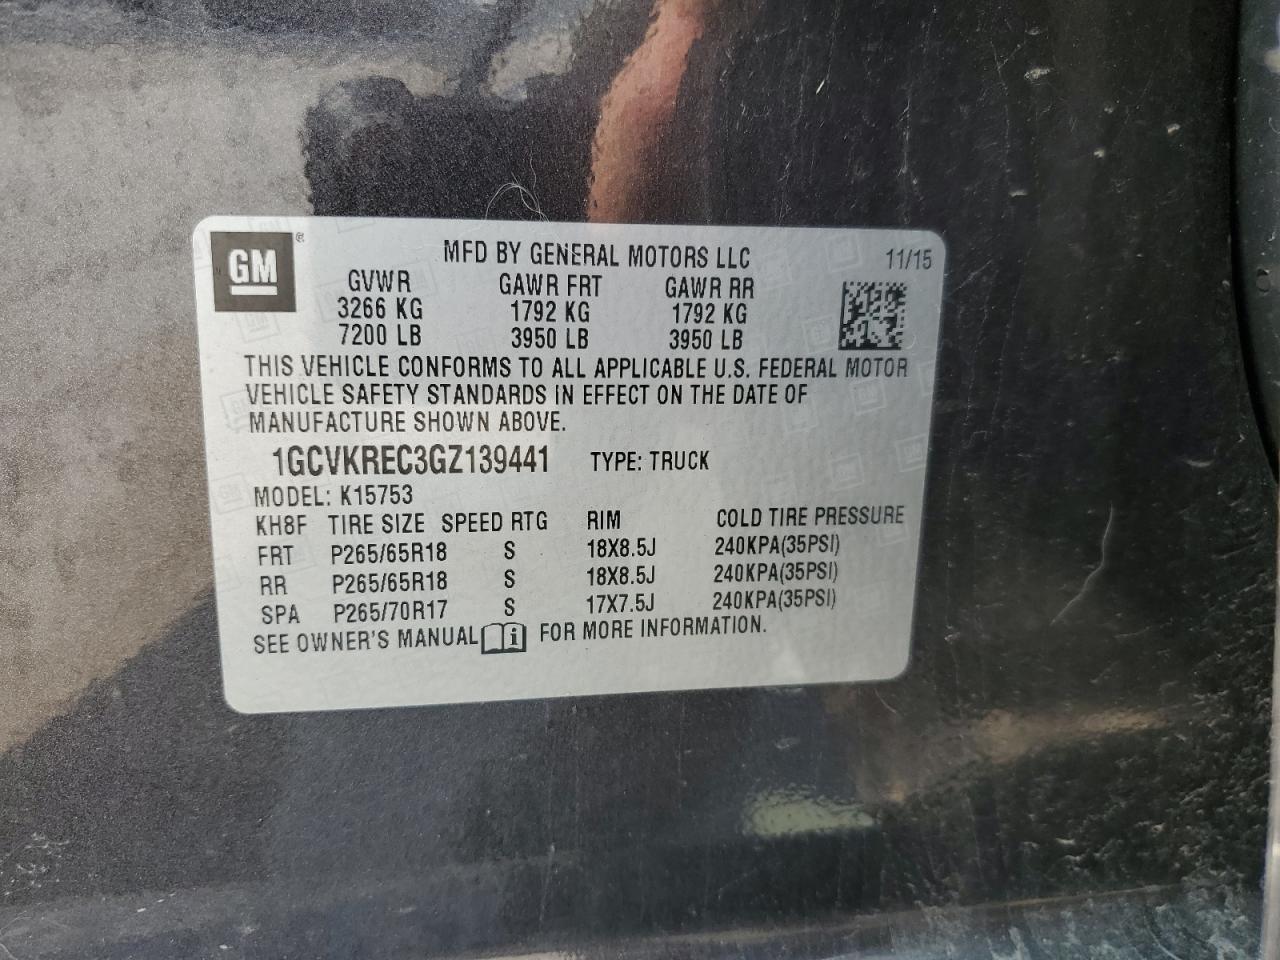 GM ®
MFD BY GENERAL MOTORS LLC 11/15
GVWR GAWR FRT GAWR RR
3266 KG 1792 KG 1792 KG
7200 LB 3950 LB 3950 LB
THIS VEHICLE CONFORMS TO ALL APPLICABLE U.S. FEDERAL MOTOR
VEHICLE SAFETY STANDARDS IN EFFECT ON THE DATE OF
MANUFACTURE SHOWN ABOVE.
1GCVKREC3GZ139441 TYPE: TRUCK
MODEL: K15753
KH8F TIRE SIZE SPEED RTG RIM COLD TIRE PRESSURE
FRT P265/65R18 S 18X8.5J 240KPA(35PSI)
RR P265/65R18 S 18X8.5J 240KPA(35PSI)
SPA P265/70R17 S 17X7.5J 240KPA(35PSI)
SEE OWNER'S MANUAL i FOR MORE INFORMATION.